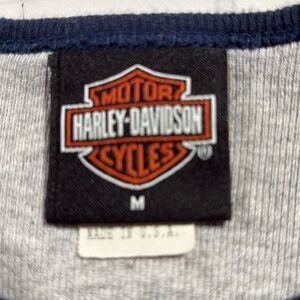 MOTOR
HARLEY-DAVIDSON
CYCLES
®
M
MADE IN U.S.A.